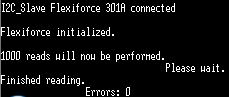 I2C_Slave Flexiforce 301A connected
Flexiforce initialized.
1000 reads will now be performed.
Please wait.
Finished reading.
Errors: 0